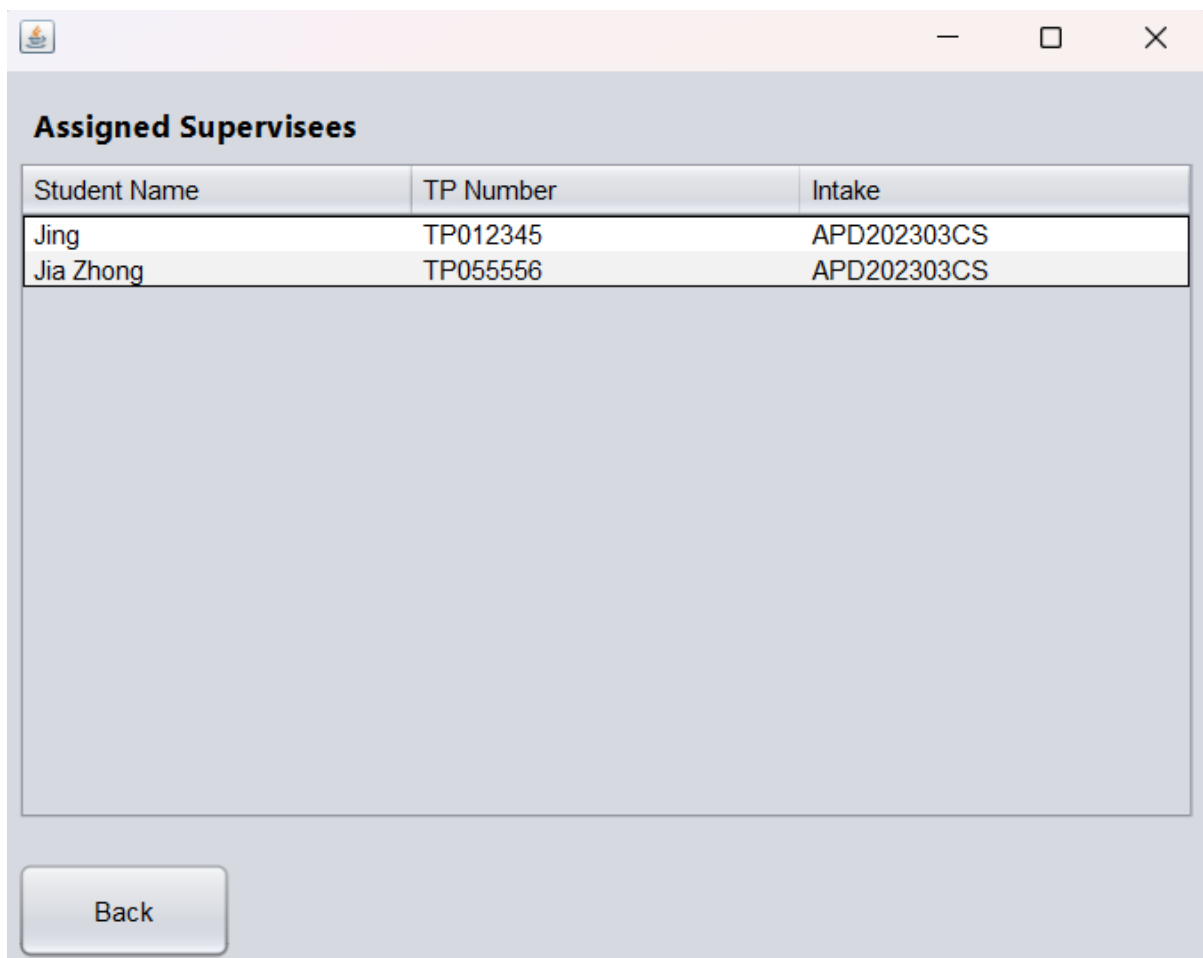 Assigned Supervisees
Student Name TP Number Intake
Jing TP012345 APD202303CS
Jia Zhong TP055556 APD202303CS
Back